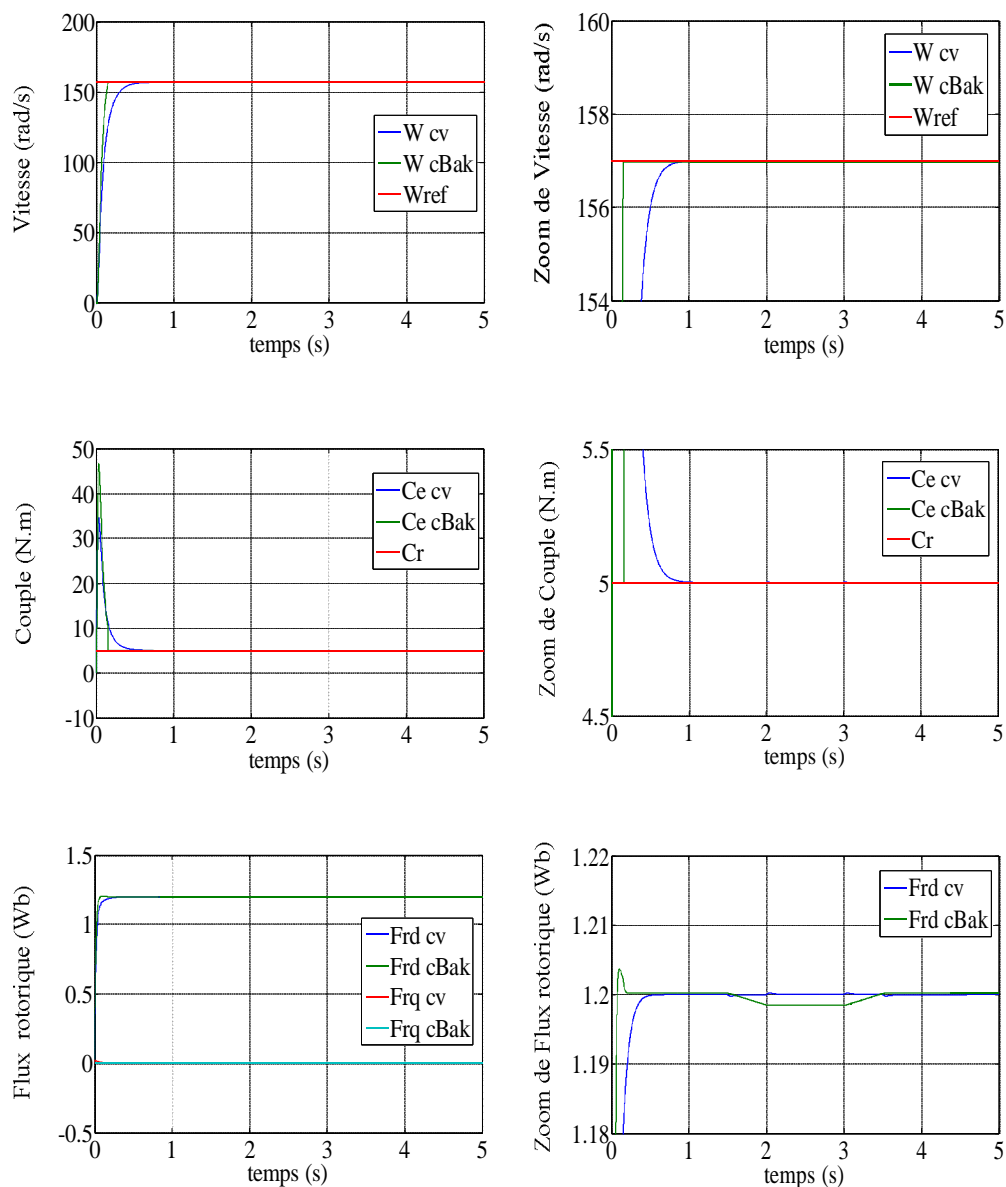 Vitesse (rad/s)
200
150
100
50
0
0 1 2 3 4 5
temps (s)
W cv
W cBak
Wref
Zoom de Vitesse (rad/s)
160
158
156
154
0 1 2 3 4 5
temps (s)
W cv
W cBak
Wref
Couple (N.m)
50
40
30
20
10
0
-10
0 1 2 3 4 5
temps (s)
Ce cv
Ce cBak
Cr
Zoom de Couple (N.m)
5.5
5
4.5
0 1 2 3 4 5
temps (s)
Ce cv
Ce cBak
Cr
Flux rotorique (Wb)
1.5
1
0.5
0
-0.5
0 1 2 3 4 5
temps (s)
Frd cv
Frd cBak
Frq cv
Frq cBak
Zoom de Flux rotorique (Wb)
1.22
1.21
1.2
1.19
1.18
0 1 2 3 4 5
temps (s)
Frd cv
Frd cBak